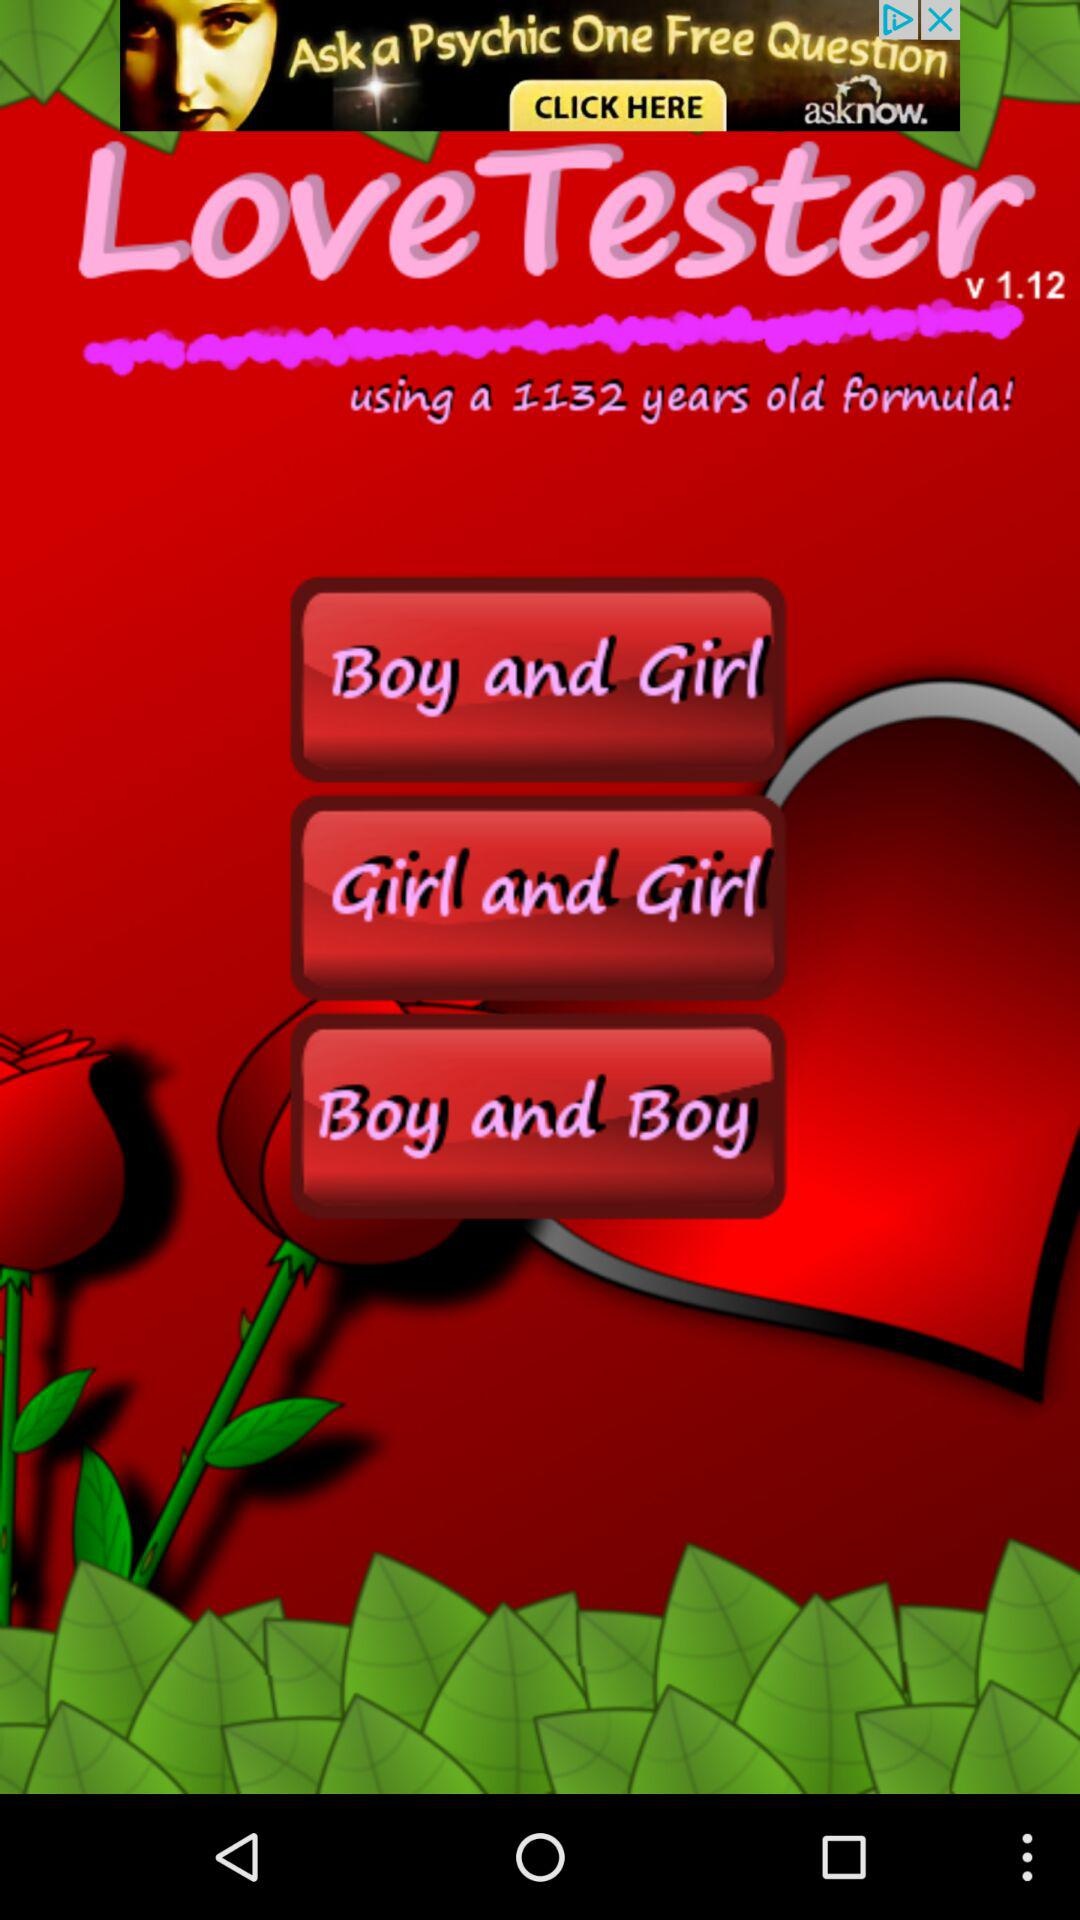 Ask a Psychic One Free Question
CLICK HERE
asknow.
LoveTester
v 1.12
using a 1132 years old formula!
Boy and Girl
Girl and Girl
Boy and Boy